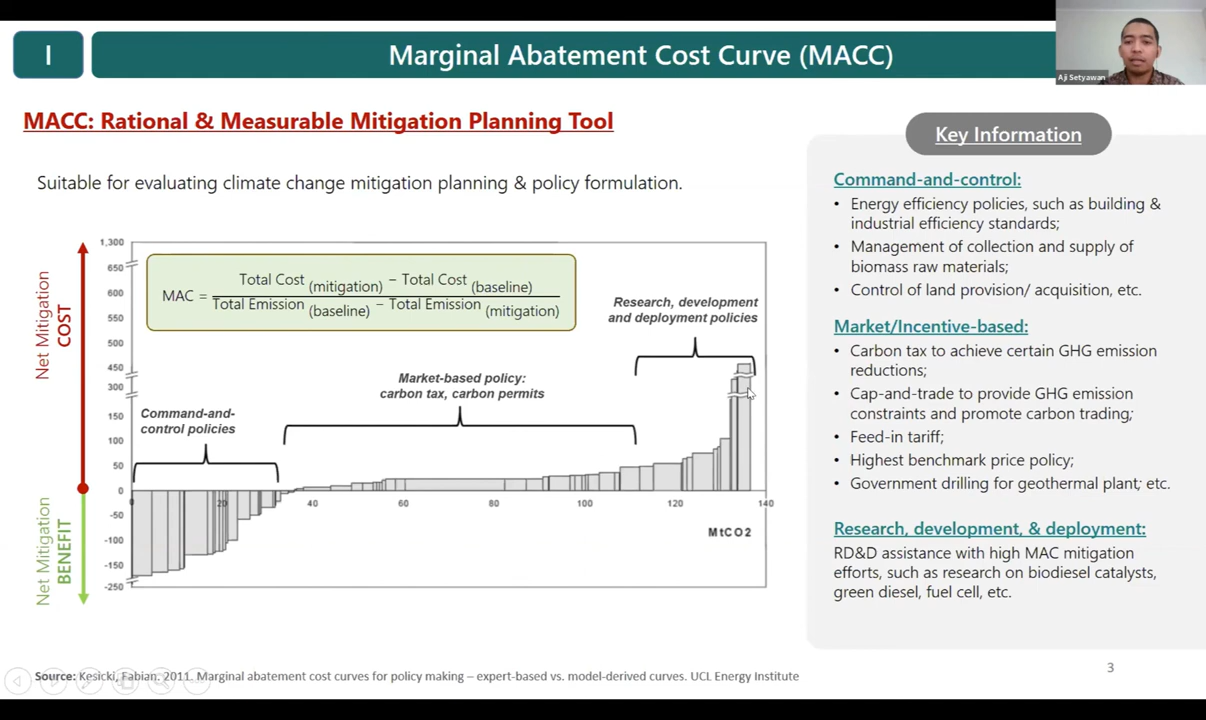 I
Marginal Abatement Cost Curve (MACC)
Aji Setyawan
MACC: Rational & Measurable Mitigation Planning Tool
Suitable for evaluating climate change mitigation planning & policy formulation.
Net Mitigation
COST
Net Mitigation
BENEFIT
1,300
650
600
550
500
450
300
150
100
50
0
-50
-100
-150
-250
MAC = Total Cost (mitigation) − Total Cost (baseline)
Total Emission (baseline) − Total Emission (mitigation)
Research, development
and deployment policies
Market-based policy:
carbon tax, carbon permits
Command-and-
control policies
0 20 40 60 80 100 120 140
MtCO2
Key Information
Command-and-control:
• Energy efficiency policies, such as building &
industrial efficiency standards;
• Management of collection and supply of
biomass raw materials;
• Control of land provision/ acquisition, etc.
Market/Incentive-based:
• Carbon tax to achieve certain GHG emission
reductions;
• Cap-and-trade to provide GHG emission
constraints and promote carbon trading;
• Feed-in tariff;
• Highest benchmark price policy;
• Government drilling for geothermal plant; etc.
Research, development, & deployment:
RD&D assistance with high MAC mitigation
efforts, such as research on biodiesel catalysts,
green diesel, fuel cell, etc.
3
Source: Kesicki, Fabian. 2011. Marginal abatement cost curves for policy making – expert-based vs. model-derived curves. UCL Energy Institute